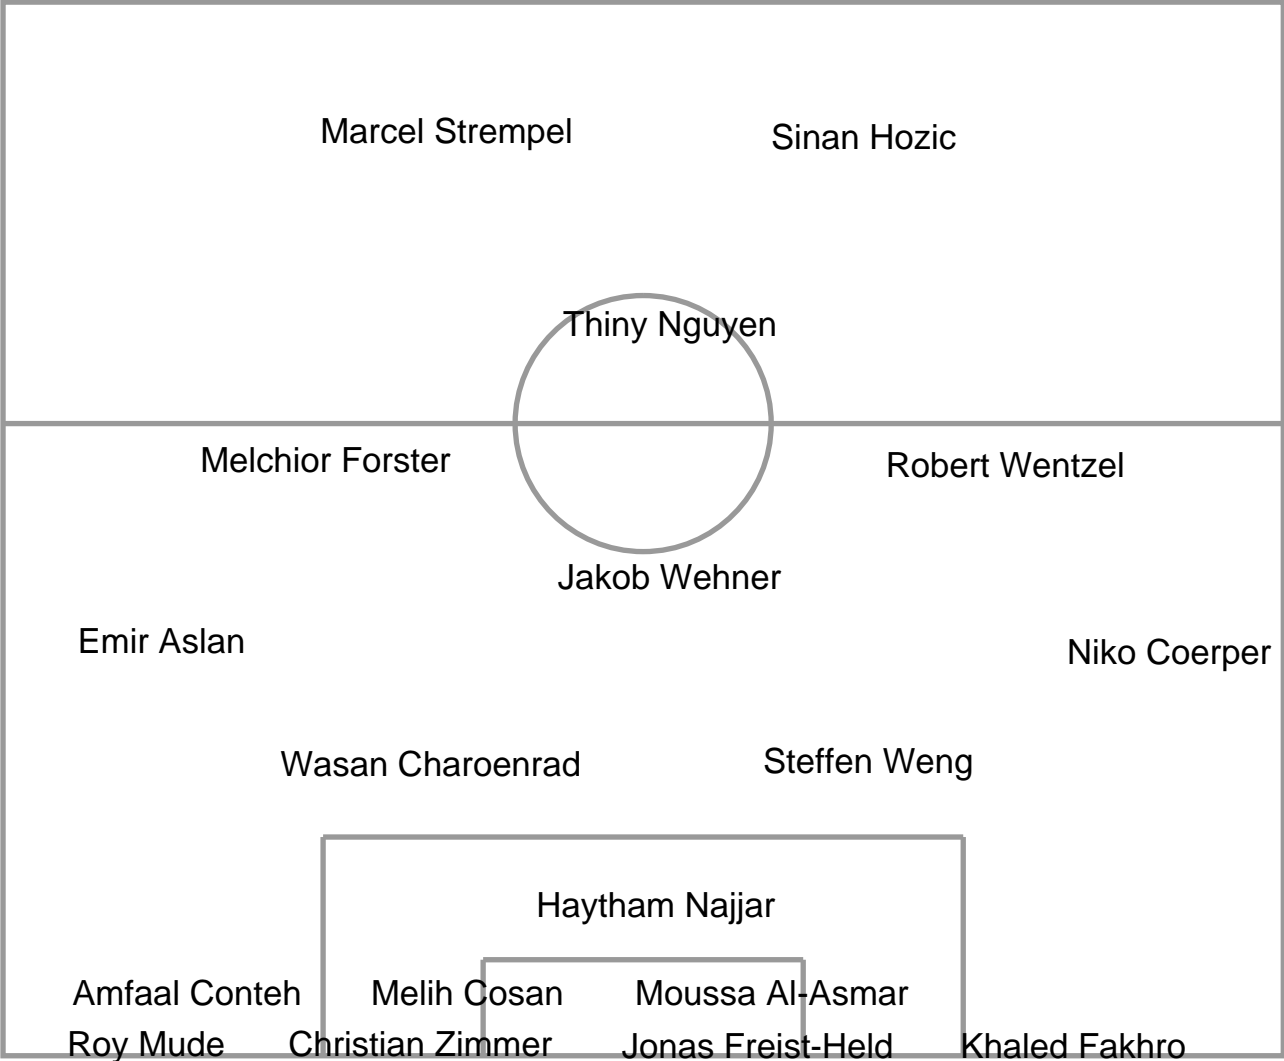 Marcel Strempel
Sinan Hozic
Thiny Nguyen
Melchior Forster
Robert Wentzel
Jakob Wehner
Emir Aslan
Niko Coerper
Wasan Charoenrad
Steffen Weng
Haytham Najjar
Amfaal Conteh
Melih Cosan
Moussa Al-Asmar
Roy Mude
Christian Zimmer
Jonas Freist-Held
Khaled Fakhro